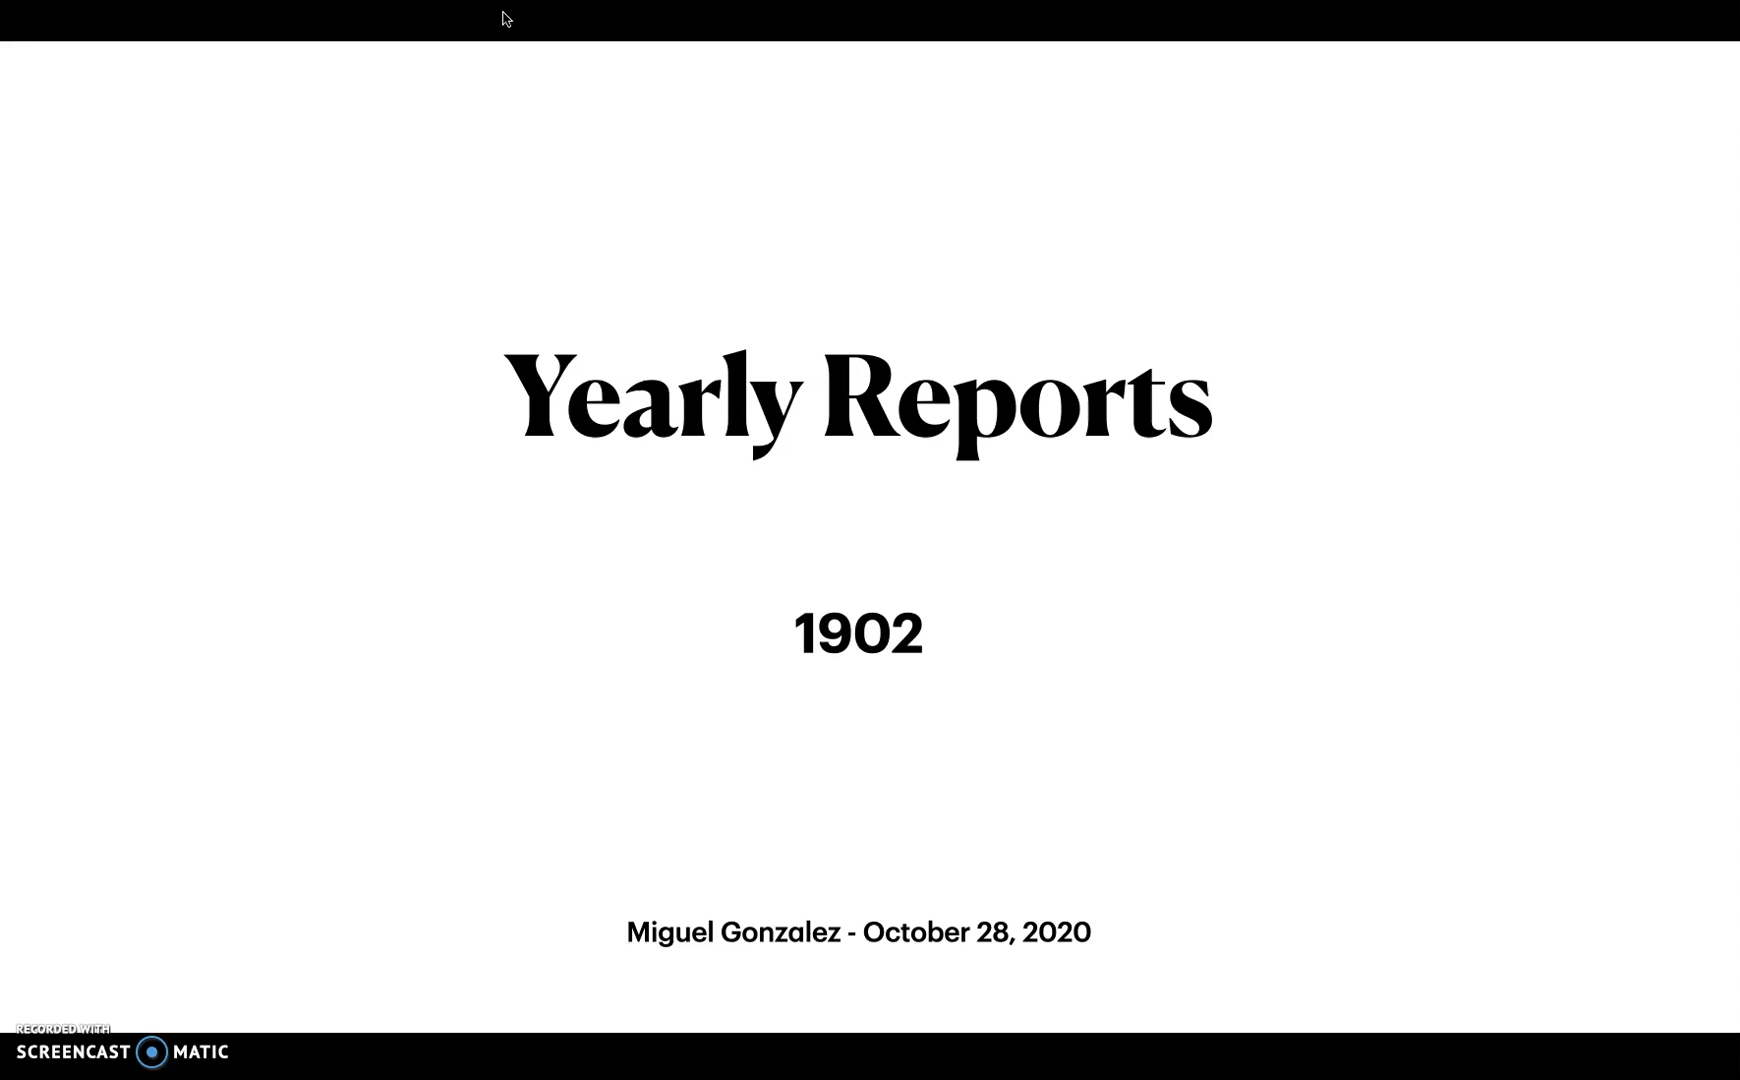 Yearly Reports
1902
Miguel Gonzalez - October 28, 2020
RECORDED WITH
SCREENCAST MATIC